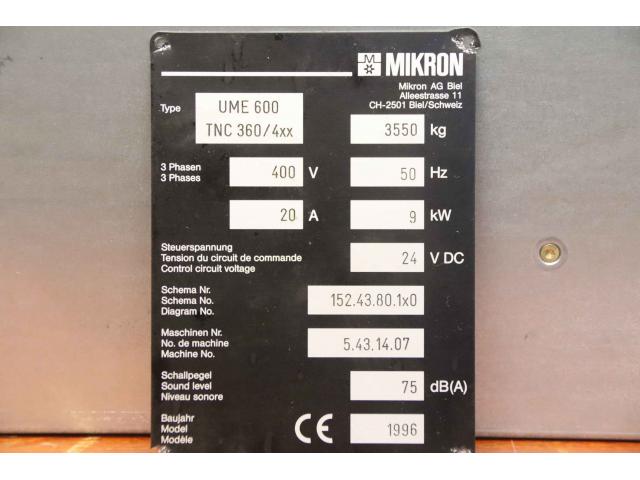 MIKRON
Mikron AG Biel
Alleestrasse 11
CH-2501 Biel/Schweiz
Type UME 600
TNC 360/4xx
3550 kg
3 Phasen
3 Phases
400 V
50 Hz
20 A
9 kW
Steuerspannung
Tension du circuit de commande
Control circuit voltage
24 V DC
Schema Nr.
Schema No.
Diagram No.
152.43.80.1x0
Maschinen Nr.
No. de machine
Machine No.
5.43.14.07
Schallpegel
Sound level
Niveau sonore
75 dB(A)
Baujahr
Model
Modèle
CE
1996